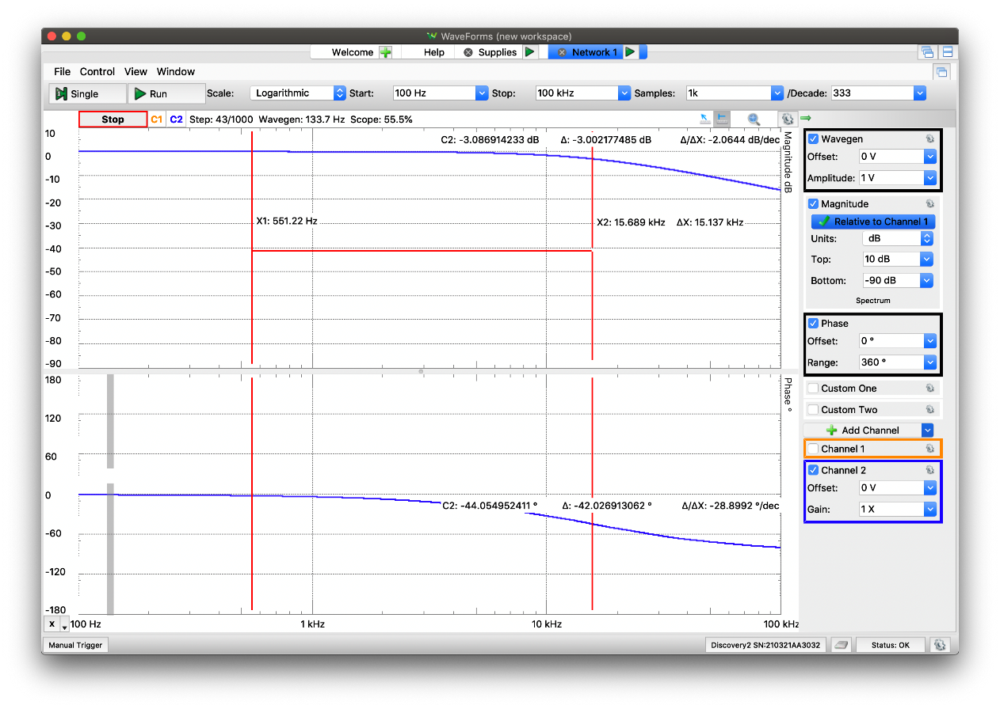 WaveForms (new workspace)
Welcome Help Supplies Network 1
File Control View Window
Single Run Scale: Logarithmic Start: 100 Hz Stop: 100 kHz Samples: 1k /Decade: 333
Stop C1 C2 Step: 43/1000 Wavegen: 133.7 Hz Scope: 55.5%
C2: -3.086914233 dB Δ: -3.002177485 dB Δ/ΔX: -2.0644 dB/dec
Magnitude dB
10
0
-10
-20
-30
-40
-50
-60
-70
-80
-90
X1: 551.22 Hz
X2: 15.689 kHz ΔX: 15.137 kHz
180
120
60
0
-60
-120
-180
Phase °
C2: -44.054952411 ° Δ: -42.026913062 ° Δ/ΔX: -28.8992 °/dec
X 100 Hz 1 kHz 10 kHz 100 kHz
Wavegen
Offset: 0 V
Amplitude: 1 V
Magnitude
Relative to Channel 1
Units: dB
Top: 10 dB
Bottom: -90 dB
Spectrum
Phase
Offset: 0 °
Range: 360 °
Custom One
Custom Two
Add Channel
Channel 1
Channel 2
Offset: 0 V
Gain: 1 X
Manual Trigger Discovery2 SN:210321AA3032 Status: OK